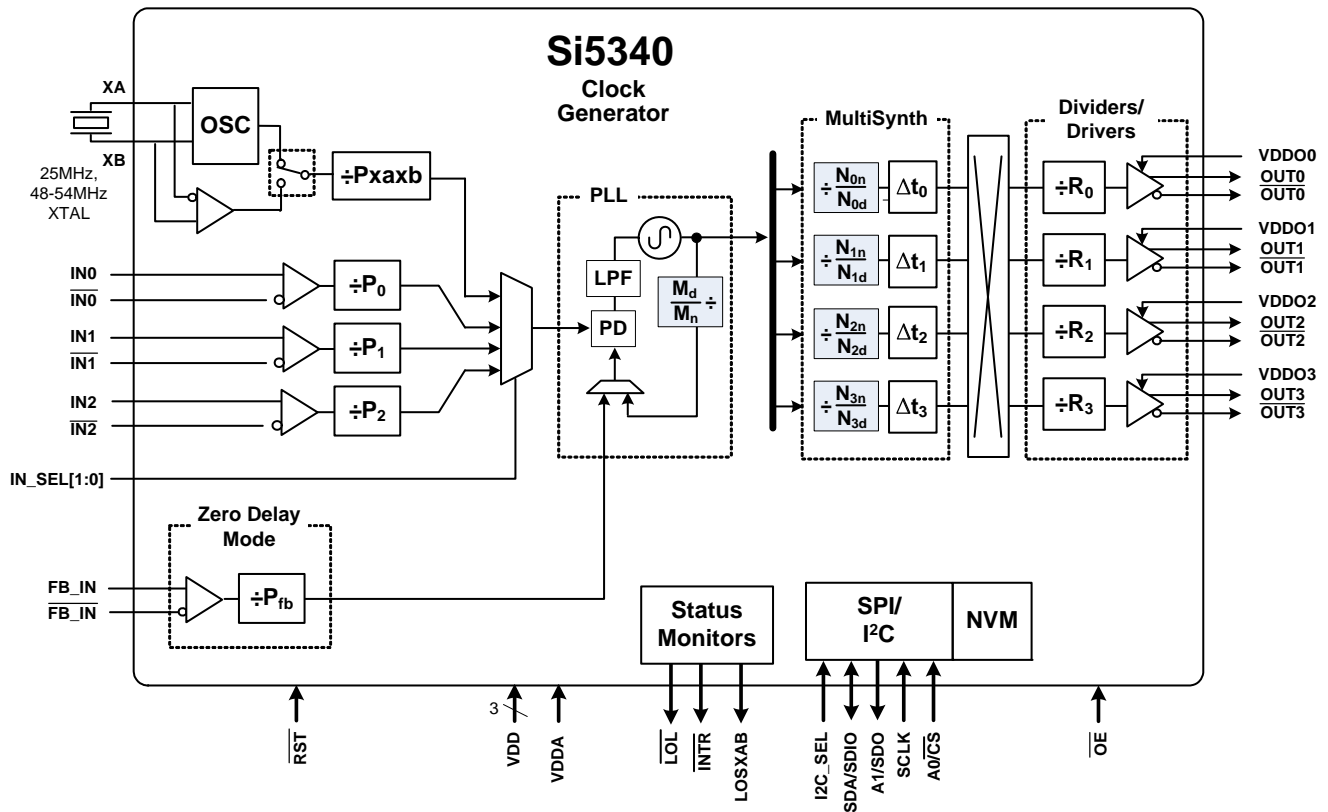 Si5340
Clock
Generator
XA
OSC
XB
25MHz,
48-54MHz
XTAL
÷Pxaxb
IN0
IN0
÷P0
IN1
IN1
÷P1
IN2
IN2
÷P2
IN_SEL[1:0]
Zero Delay
Mode
FB_IN
FB_IN
÷Pfb
PLL
LPF
PD
Md
Mn
÷
MultiSynth
÷ N0n
N0d
Δt0
÷ N1n
N1d
Δt1
÷ N2n
N2d
Δt2
÷ N3n
N3d
Δt3
Dividers/
Drivers
÷R0
÷R1
÷R2
÷R3
VDDO0
OUT0
OUT0
VDDO1
OUT1
OUT1
VDDO2
OUT2
OUT2
VDDO3
OUT3
OUT3
Status
Monitors
SPI/
I²C
NVM
RST
3
VDD
VDDA
LOL
INTR
LOSXAB
I2C_SEL
SDA/SDIO
A1/SDO
SCLK
A0/CS
OE